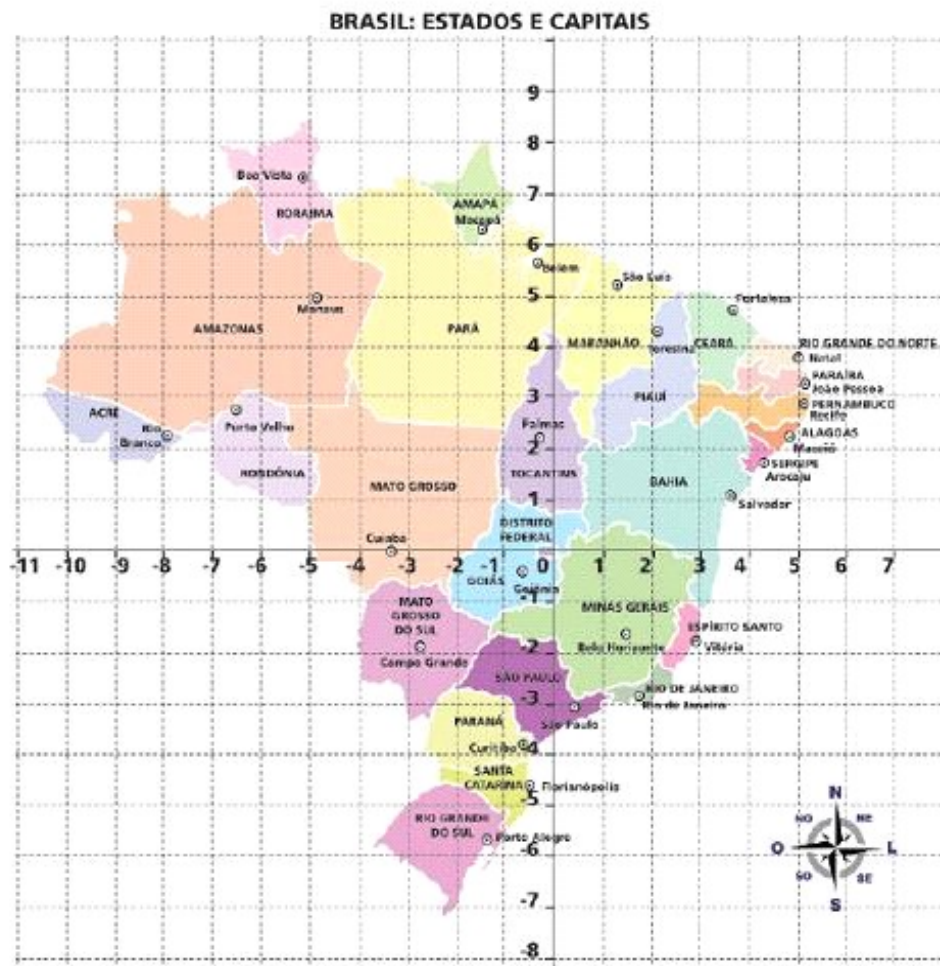 BRASIL: ESTADOS E CAPITAIS
9
8
Boa Vista
7
AMAPÁ
RORAIMA
Macapá
6
Belém
São Luís
5
Fortaleza
Manaus
AMAZONAS
PARÁ
4
MARANHÃO
Teresina
CEARÁ
RIO GRANDE DO NORTE
Natal
PARAÍBA
João Pessoa
3
PIAUÍ
PERNAMBUCO
Recife
ACRE
Rio
Branco
Porto Velho
Palmas
ALAGOAS
Maceió
2
SERGIPE
Aracaju
RONDÔNIA
MATO GROSSO
TOCANTINS
BAHIA
1
Salvador
DISTRITO
FEDERAL
Cuiabá
-11 -10 -9 -8 -7 -6 -5 -4 -3 -2 -1 0 1 2 3 4 5 6 7
GOIÁS
Goiânia
-1
MATO
GROSSO
DO SUL
MINAS GERAIS
ESPÍRITO SANTO
Vitória
-2
Belo Horizonte
Campo Grande
SÃO PAULO
RIO DE JANEIRO
Rio de Janeiro
-3
São Paulo
PARANÁ
Curitiba
-4
SANTA
CATARINA
Florianópolis
-5
RIO GRANDE
DO SUL
Porto Alegre
-6
-7
-8
N
NO NE
O L
SO SE
S